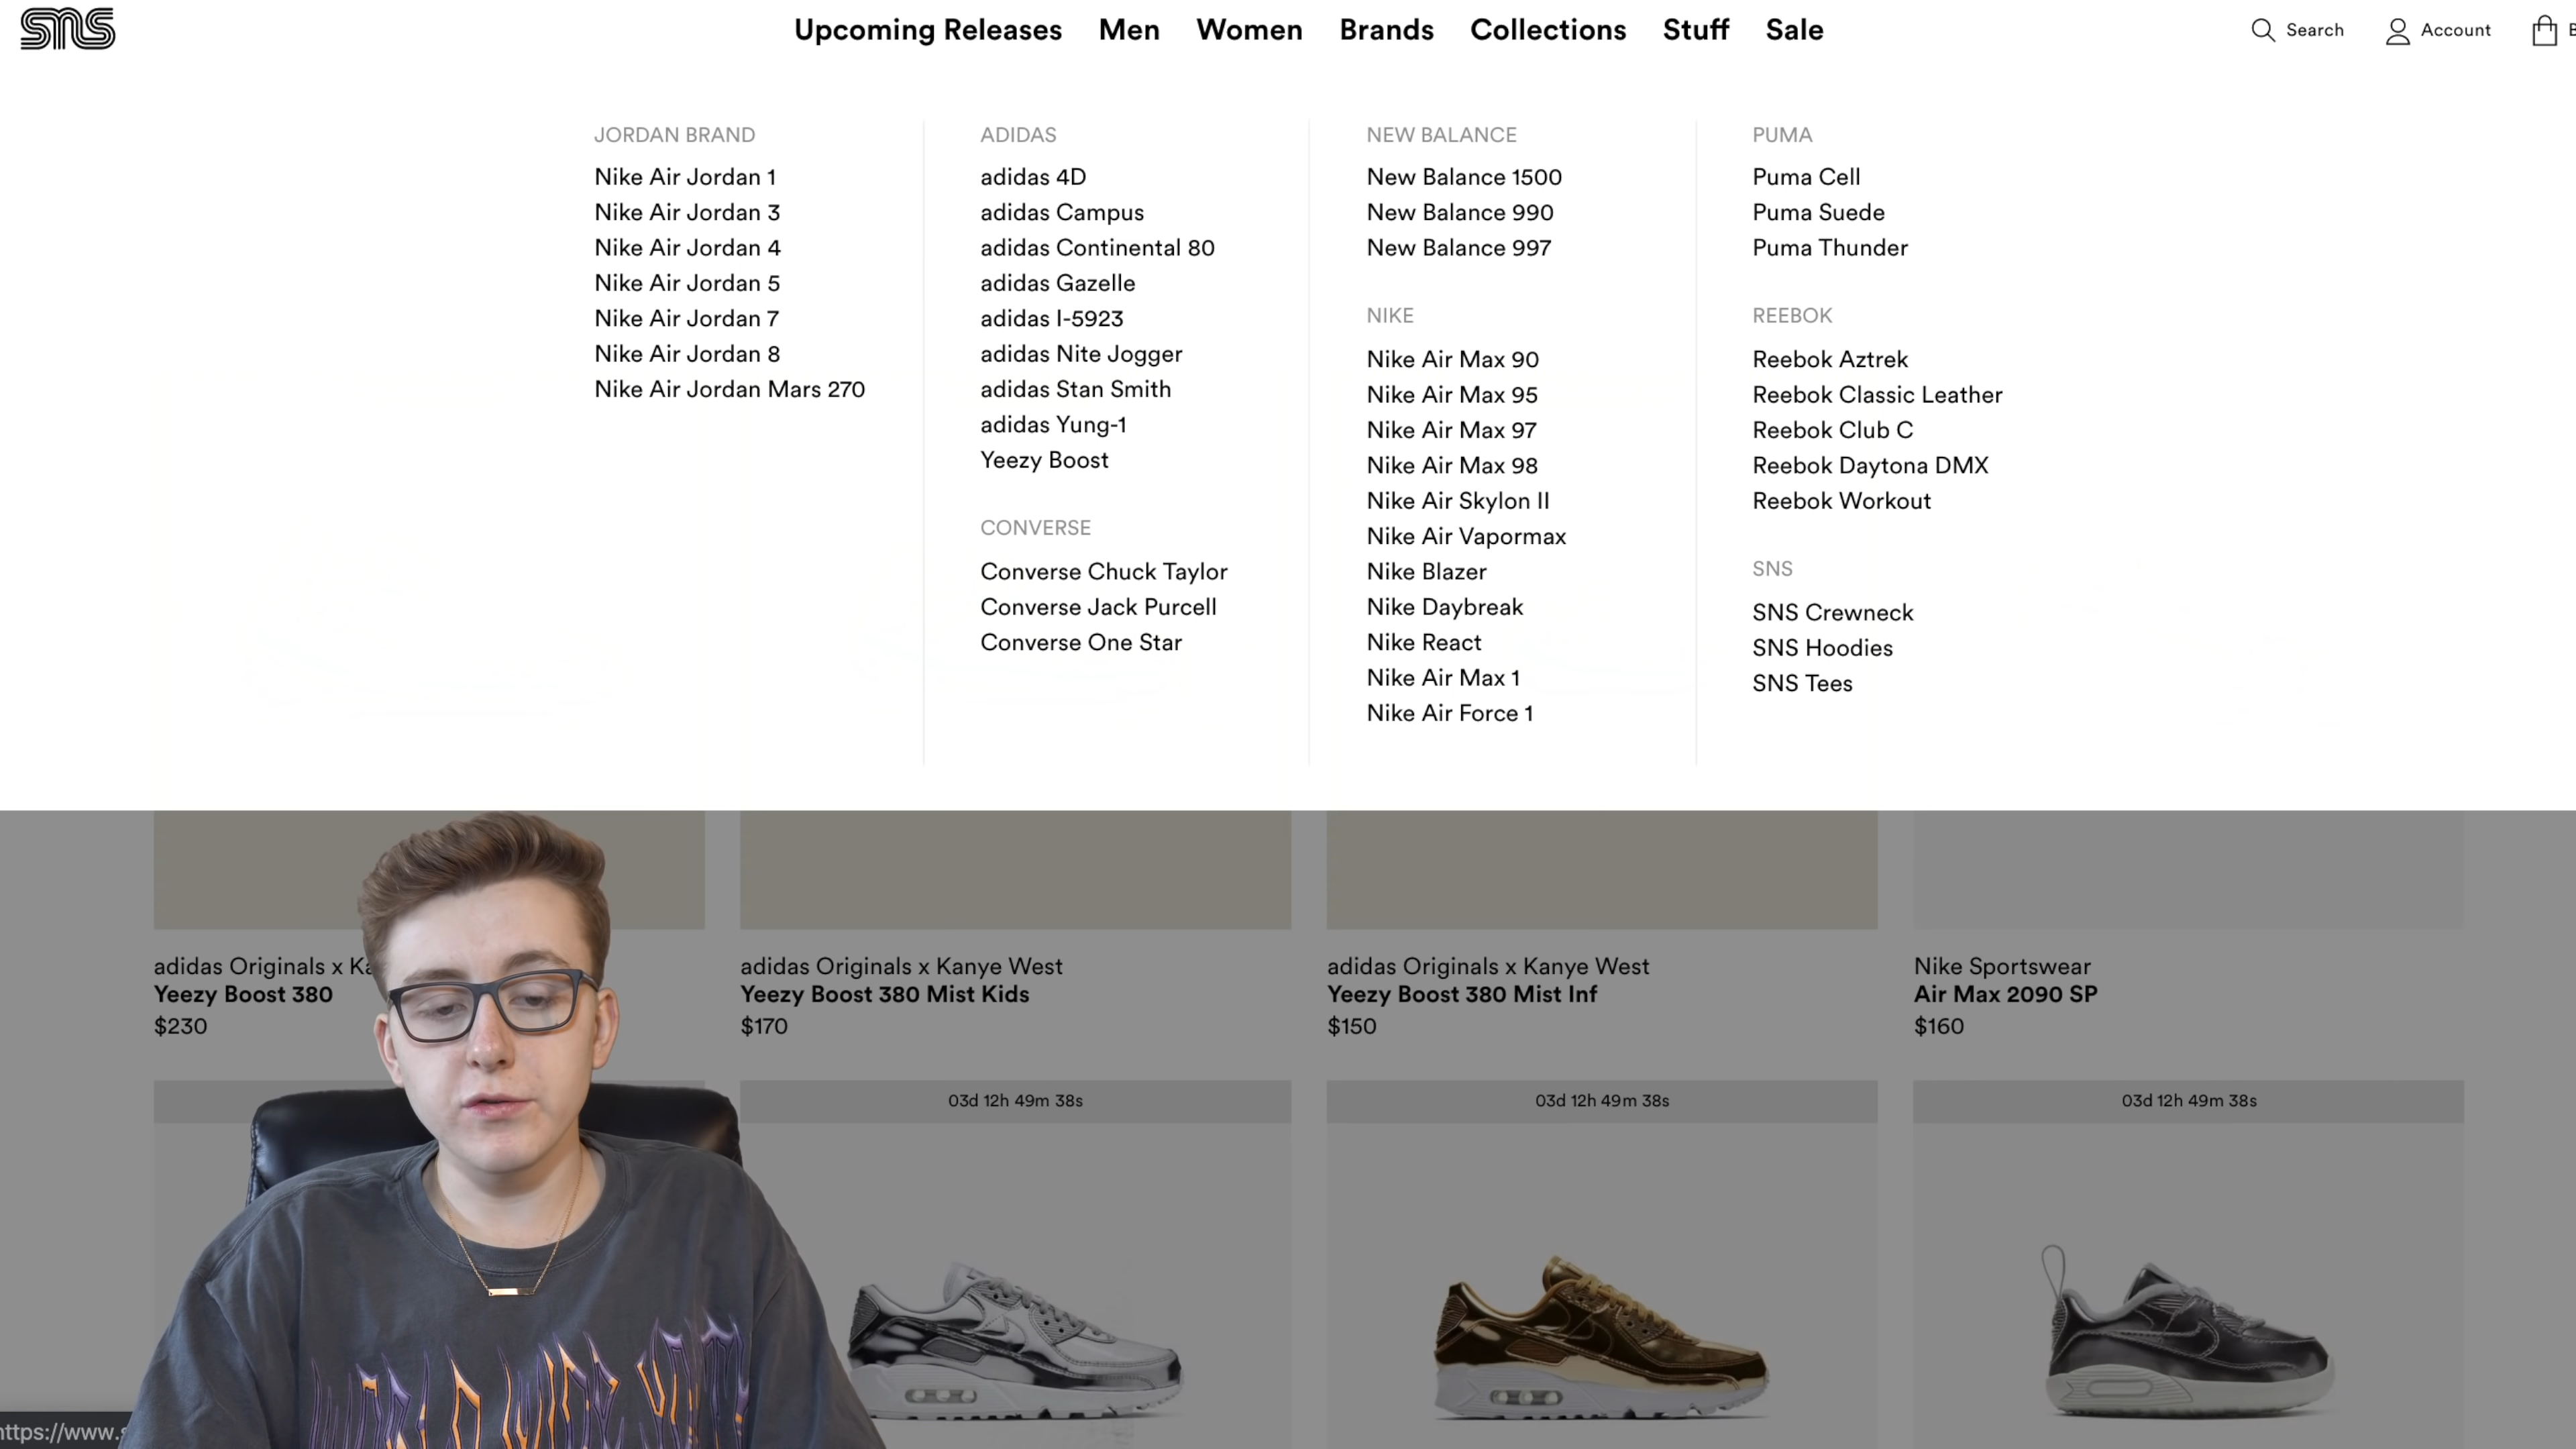 SNS
Upcoming Releases Men Women Brands Collections Stuff Sale
Search Account
JORDAN BRAND
Nike Air Jordan 1
Nike Air Jordan 3
Nike Air Jordan 4
Nike Air Jordan 5
Nike Air Jordan 7
Nike Air Jordan 8
Nike Air Jordan Mars 270
ADIDAS
adidas 4D
adidas Campus
adidas Continental 80
adidas Gazelle
adidas I-5923
adidas Nite Jogger
adidas Stan Smith
adidas Yung-1
Yeezy Boost
CONVERSE
Converse Chuck Taylor
Converse Jack Purcell
Converse One Star
NEW BALANCE
New Balance 1500
New Balance 990
New Balance 997
NIKE
Nike Air Max 90
Nike Air Max 95
Nike Air Max 97
Nike Air Max 98
Nike Air Skylon II
Nike Air Vapormax
Nike Blazer
Nike Daybreak
Nike React
Nike Air Max 1
Nike Air Force 1
PUMA
Puma Cell
Puma Suede
Puma Thunder
REEBOK
Reebok Aztrek
Reebok Classic Leather
Reebok Club C
Reebok Daytona DMX
Reebok Workout
SNS
SNS Crewneck
SNS Hoodies
SNS Tees
adidas Originals x
Yeezy Boost 380
$230
adidas Originals x Kanye West
Yeezy Boost 380 Mist Kids
$170
adidas Originals x Kanye West
Yeezy Boost 380 Mist Inf
$150
Nike Sportswear
Air Max 2090 SP
$160
03d 12h 49m 38s
03d 12h 49m 38s
03d 12h 49m 38s
https://www.